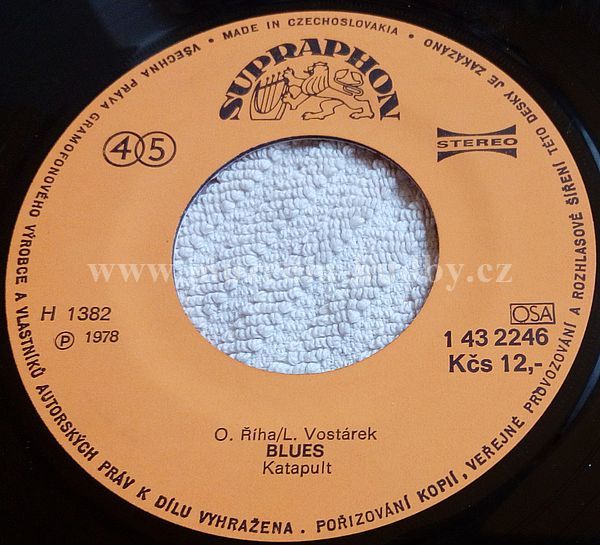 VŠECHNA PRÁVA GRAMOFONOVÉHO VÝROBCE A VLASTNÍKŮ AUTORSKÝCH PRÁV K DÍLU VYHRAŽENA. POŘIZOVÁNÍ KOPIÍ, VEŘEJNÉ PROVOZOVÁNÍ A ROZHLASOVÉ ŠÍŘENÍ TÉTO DESKY JE ZAKÁZÁNO • MADE IN CZECHOSLOVAKIA •
SUPRAPHON
45
STEREO
H 1382
Ⓟ 1978
OSA
1 43 2246
Kčs 12,-
O. Říha/L. Vostárek
BLUES
Katapult